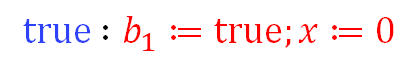 true : b₁ ≔ true; x ≔ 0